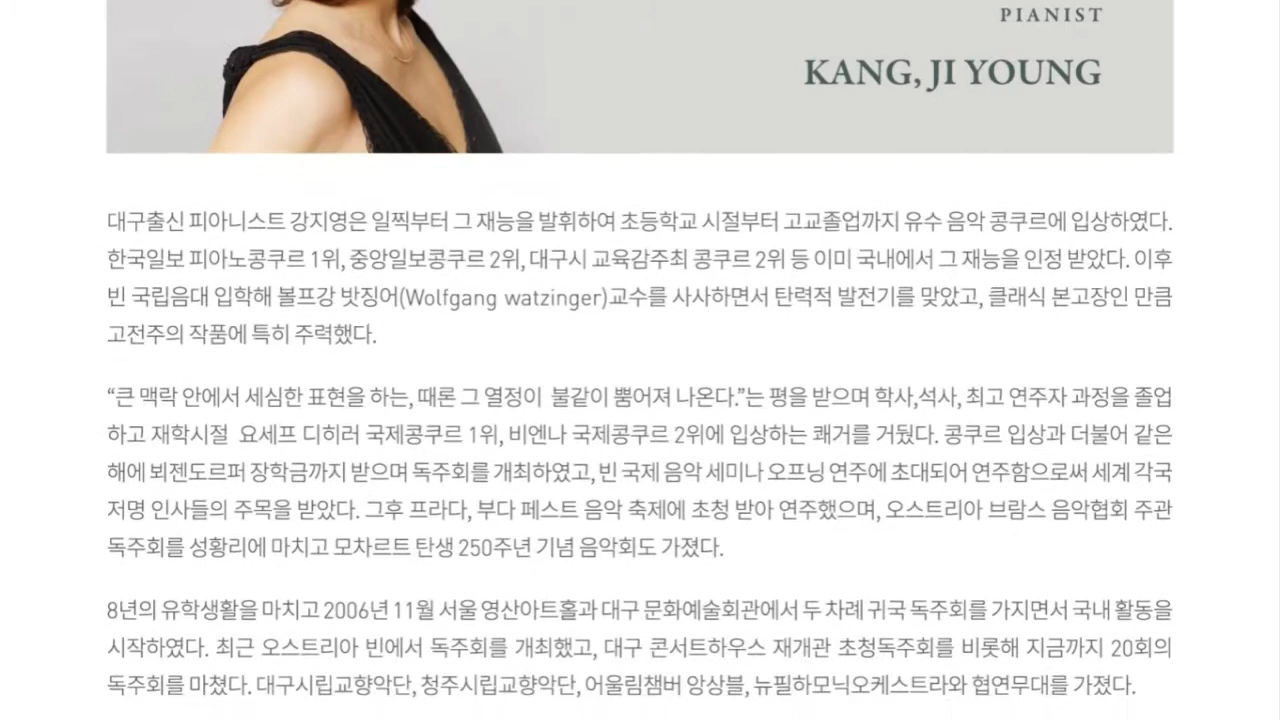 PIANIST
KANG, JI YOUNG
대구출신 피아니스트 강지영은 일찍부터 그 재능을 발휘하여 초등학교 시절부터 고교졸업까지 유수 음악 콩쿠르에 입상하였다.
한국일보 피아노콩쿠르 1위, 중앙일보콩쿠르 2위, 대구시 교육감주최 콩쿠르 2위 등 이미 국내에서 그 재능을 인정 받았다. 이후
빈 국립음대 입학해 볼프강 밧징어(Wolfgang watzinger)교수를 사사하면서 탄력적 발전기를 맞았고, 클래식 본고장인 만큼
고전주의 작품에 특히 주력했다.
“큰 맥락 안에서 세심한 표현을 하는, 때론 그 열정이 불같이 뿜어져 나온다.”는 평을 받으며 학사,석사, 최고 연주자 과정을 졸업
하고 재학시절 요세프 디히러 국제콩쿠르 1위, 비엔나 국제콩쿠르 2위에 입상하는 쾌거를 거뒀다. 콩쿠르 입상과 더불어 같은
해에 뵈젠도르퍼 장학금까지 받으며 독주회를 개최하였고, 빈 국제 음악 세미나 오프닝 연주에 초대되어 연주함으로써 세계 각국
저명 인사들의 주목을 받았다. 그후 프라다, 부다 페스트 음악 축제에 초청 받아 연주했으며, 오스트리아 브람스 음악협회 주관
독주회를 성황리에 마치고 모차르트 탄생 250주년 기념 음악회도 가졌다.
8년의 유학생활을 마치고 2006년 11월 서울 영산아트홀과 대구 문화예술회관에서 두 차례 귀국 독주회를 가지면서 국내 활동을
시작하였다. 최근 오스트리아 빈에서 독주회를 개최했고, 대구 콘서트하우스 재개관 초청독주회를 비롯해 지금까지 20회의
독주회를 마쳤다. 대구시립교향악단, 청주시립교향악단, 어울림챔버 앙상블, 뉴필하모닉오케스트라와 협연무대를 가졌다.